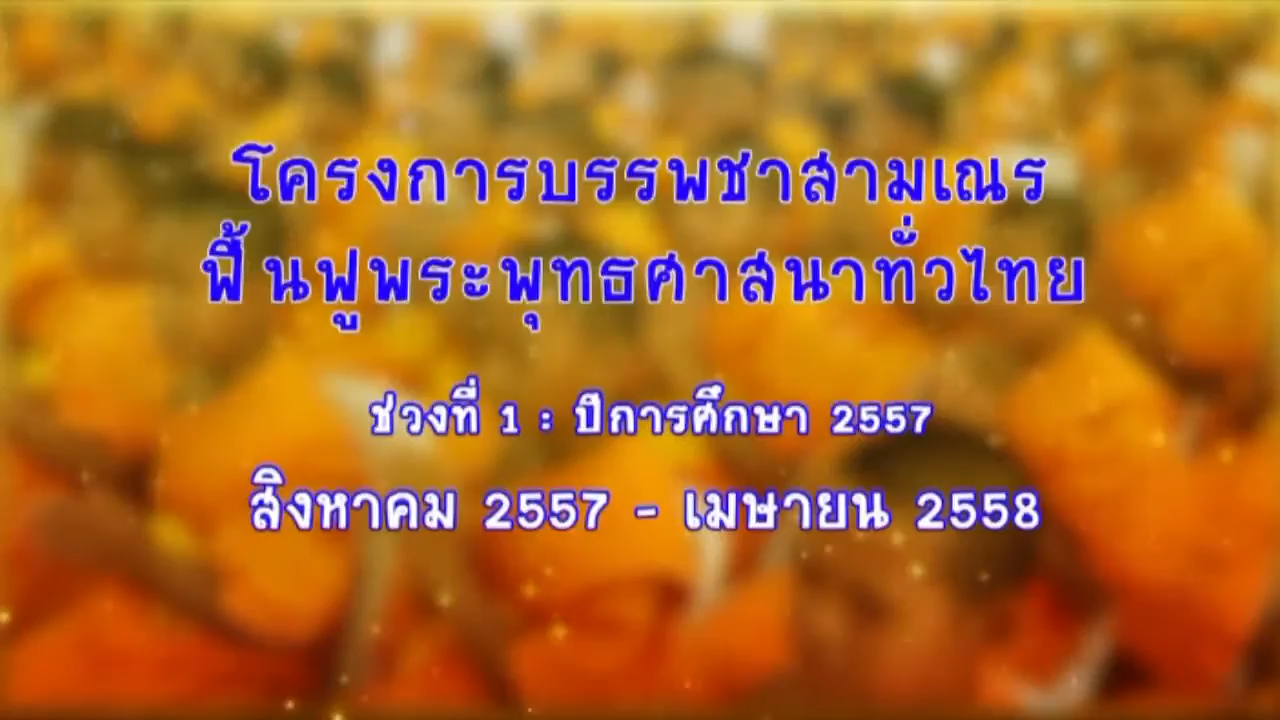 โครงการบรรพชาสามเณร
ฟื้นฟูพระพุทธศาสนาทั่วไทย
ช่วงที่ 1 : ปีการศึกษา 2557
สิงหาคม 2557 - เมษายน 2558